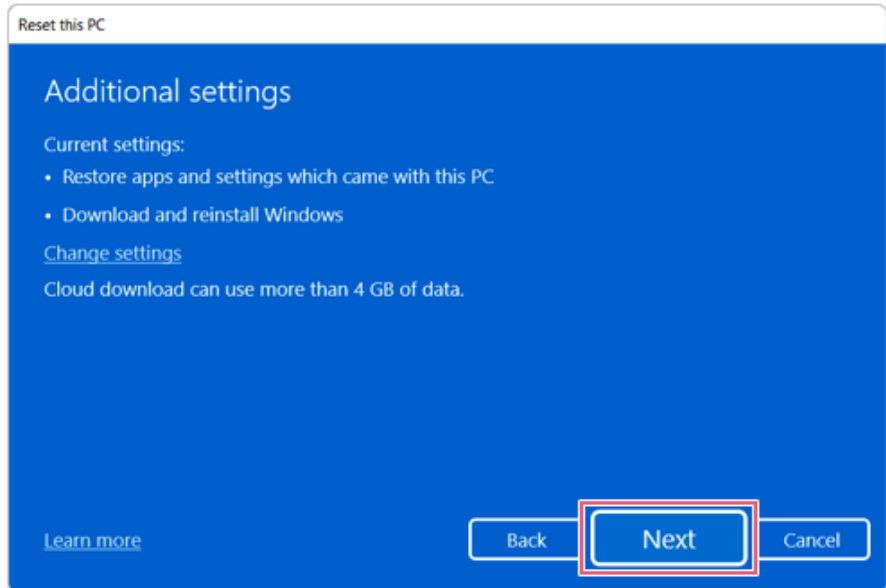 Reset this PC
Additional settings
Current settings:
• Restore apps and settings which came with this PC
• Download and reinstall Windows
Change settings
Cloud download can use more than 4 GB of data.
Learn more
Back
Next
Cancel